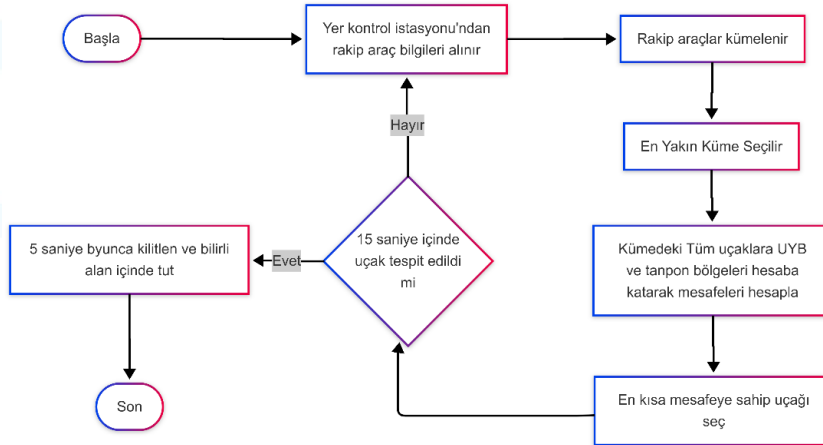 Başla
Yer kontrol istasyonu'ndan
rakip araç bilgileri alınır
Rakip araçlar kümelenir
En Yakın Küme Seçilir
Kümedeki Tüm uçaklara UYB
ve tanpon bölgeleri hesaba
katarak mesafeleri hesapla
En kısa mesafeye sahip uçağı
seç
15 saniye içinde
uçak tespit edildi
mi
Hayır
Evet
5 saniye byunca kilitlen ve bilirli
alan içinde tut
Son